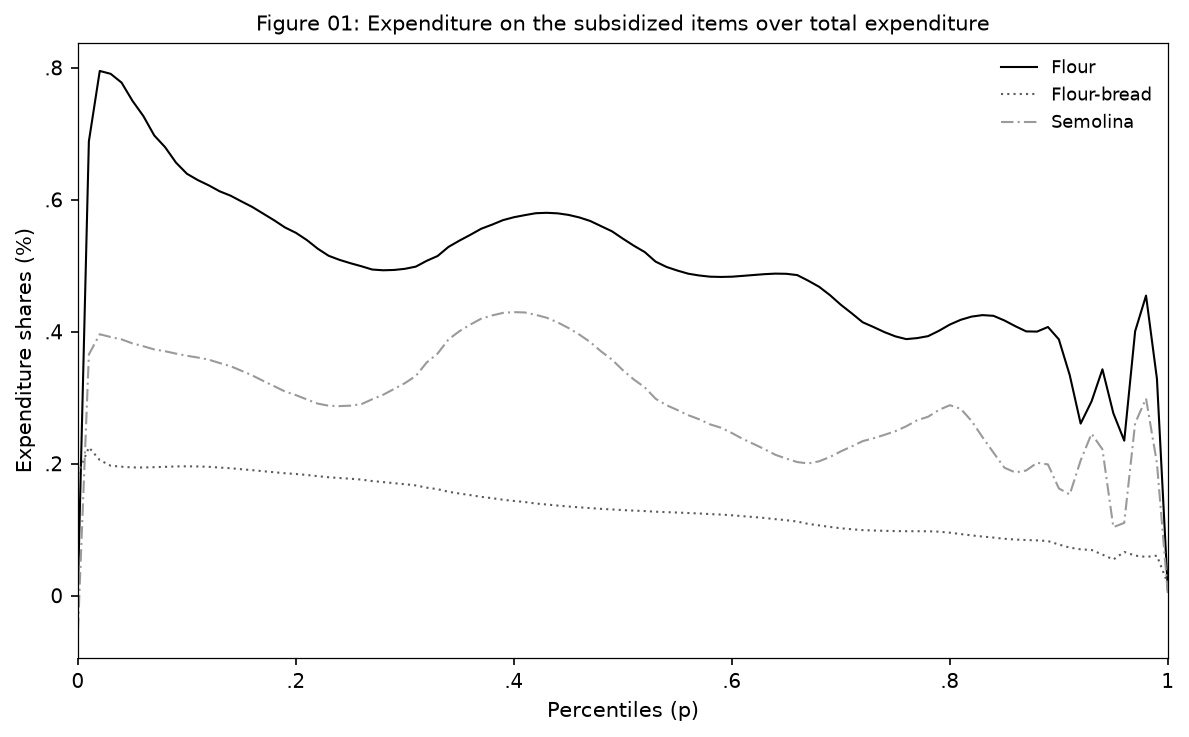 Figure 01: Expenditure on the subsidized items over total expenditure
Flour
Flour-bread
Semolina
Expenditure shares (%)
.8
.6
.4
.2
0
0 .2 .4 .6 .8 1
Percentiles (p)